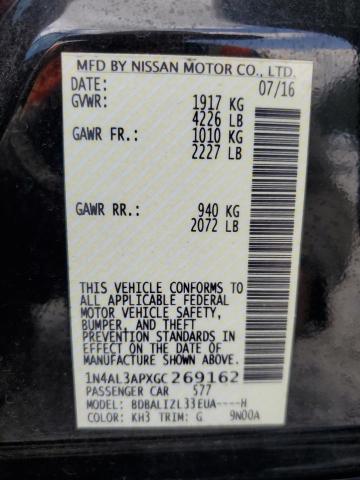 MFD BY NISSAN MOTOR CO., LTD.
DATE: 07/16
GVWR: 1917 KG
4226 LB
GAWR FR.: 1010 KG
2227 LB
GAWR RR.: 940 KG
2072 LB
THIS VEHICLE CONFORMS TO
ALL APPLICABLE FEDERAL
MOTOR VEHICLE SAFETY,
BUMPER, AND THEFT
PREVENTION STANDARDS IN
EFFECT ON THE DATE OF
MANUFACTURE SHOWN ABOVE.
1N4AL3APXGC269162
PASSENGER CAR 577
MODEL: BDBALIZL33EUA----H
COLOR: KH3 TRIM: G 9N00A